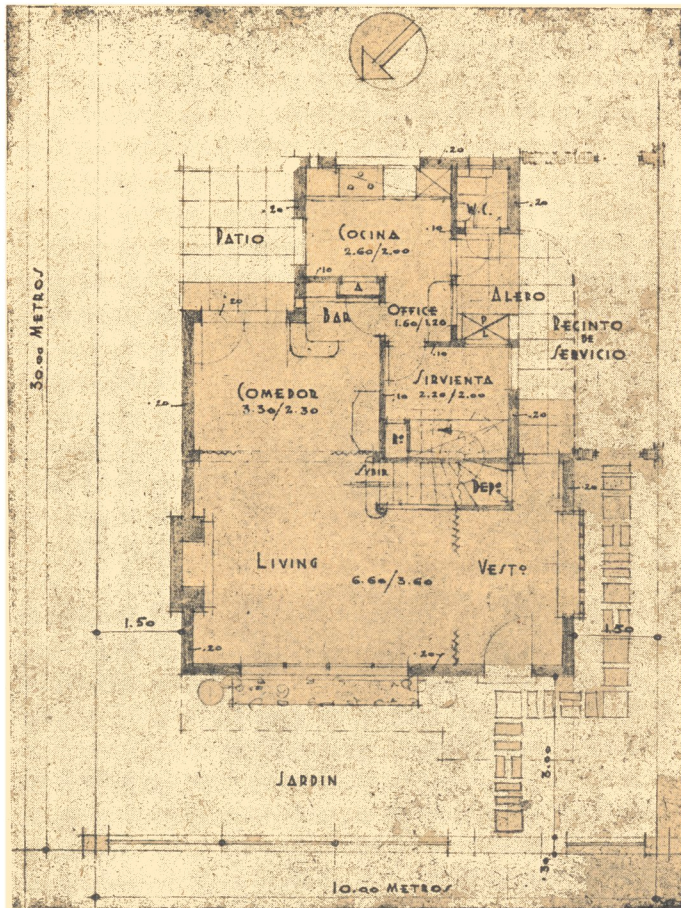 .20
W.C.
.20
.20
PATIO
COCINA
2.60/2.00
.10
.10
A
ALERO
30.00 METROS
.20
BAR
OFFICE
1.60/1.20
P
RECINTO
DE
SERVICIO
.10
SIRVIENTA
2.20/2.00
COMEDOR
3.30/2.30
.10
.20
.20
Rº
SUBIR
DEPº
.20
LIVING
6.60/3.60
VESTº
1.50
1.50
.20
.20
3.00
JARDIN
.30
10.00 METROS